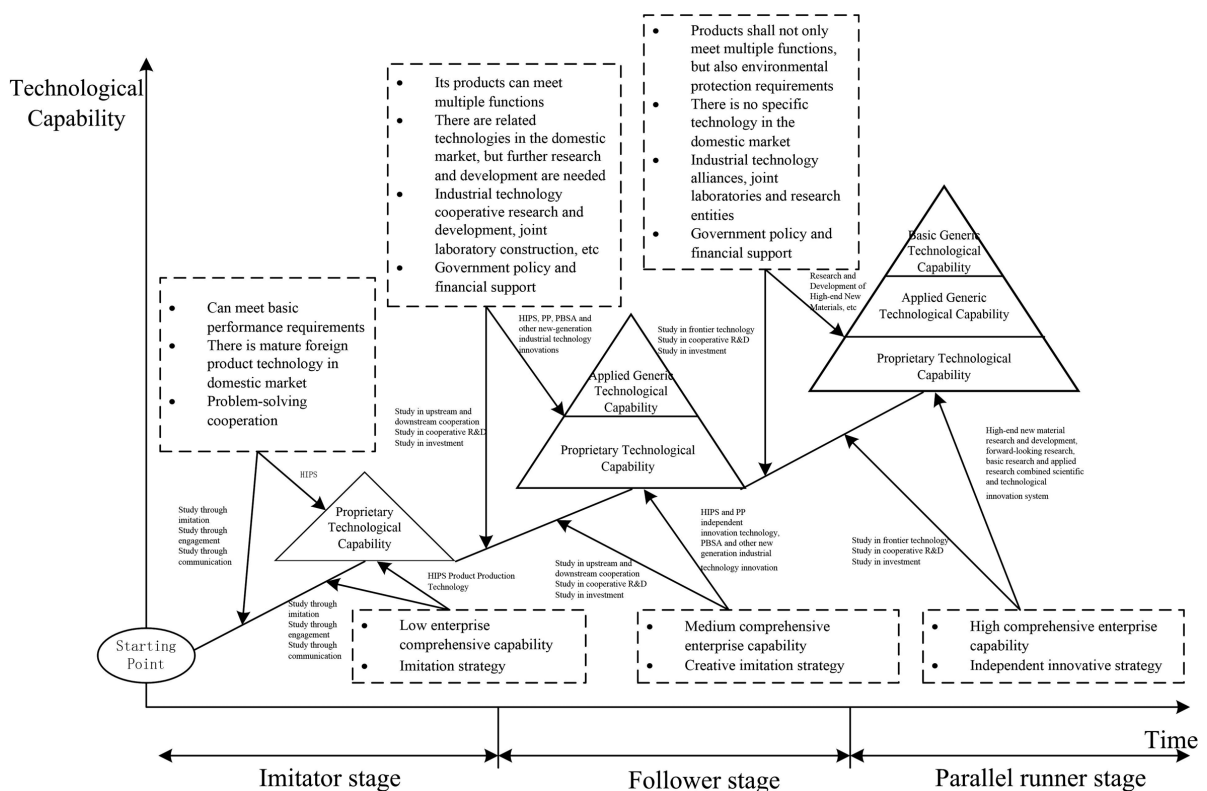 Technological
Capability
Can meet basic
performance requirements
There is mature foreign
product technology in
domestic market
Problem-solving
cooperation
Its products can meet
multiple functions
There are related
technologies in the domestic
market, but further research
and development are needed
Industrial technology
cooperative research and
development, joint
laboratory construction, etc
Government policy and
financial support
Products shall not only
meet multiple functions,
but also environmental
protection requirements
There is no specific
technology in the
domestic market
Industrial technology
alliances, joint
laboratories and research
entities
Government policy and
financial support
HIPS
Study through
imitation
Study through
engagement
Study through
communication
Proprietary
Technological
Capability
HIPS Product Production
Technology
Study through
imitation
Study through
engagement
Study through
communication
Starting
Point
Low enterprise
comprehensive capability
Imitation strategy
HIPS, PP, PBSA and
other new-generation
industrial technology
innovations
Study in upstream and
downstream cooperation
Study in cooperative R&D
Study in investment
Applied Generic
Technological
Capability
Proprietary Technological
Capability
Study in upstream and
downstream cooperation
Study in cooperative R&D
Study in investment
HIPS and PP
independent
innovation technology,
PBSA and other new
generation industrial
technology innovation
Medium comprehensive
enterprise capability
Creative imitation strategy
Study in frontier technology
Study in cooperative R&D
Study in investment
Research and
Development of
High-end New
Materials, etc
Basic Generic
Technological
Capability
Applied Generic
Technological Capability
Proprietary Technological
Capability
High-end new material
research and development,
forward-looking research,
basic research and applied
research combined scientific
and technological
innovation system
Study in frontier technology
Study in cooperative R&D
Study in investment
High comprehensive enterprise
capability
Independent innovative strategy
Time
Imitator stage
Follower stage
Parallel runner stage